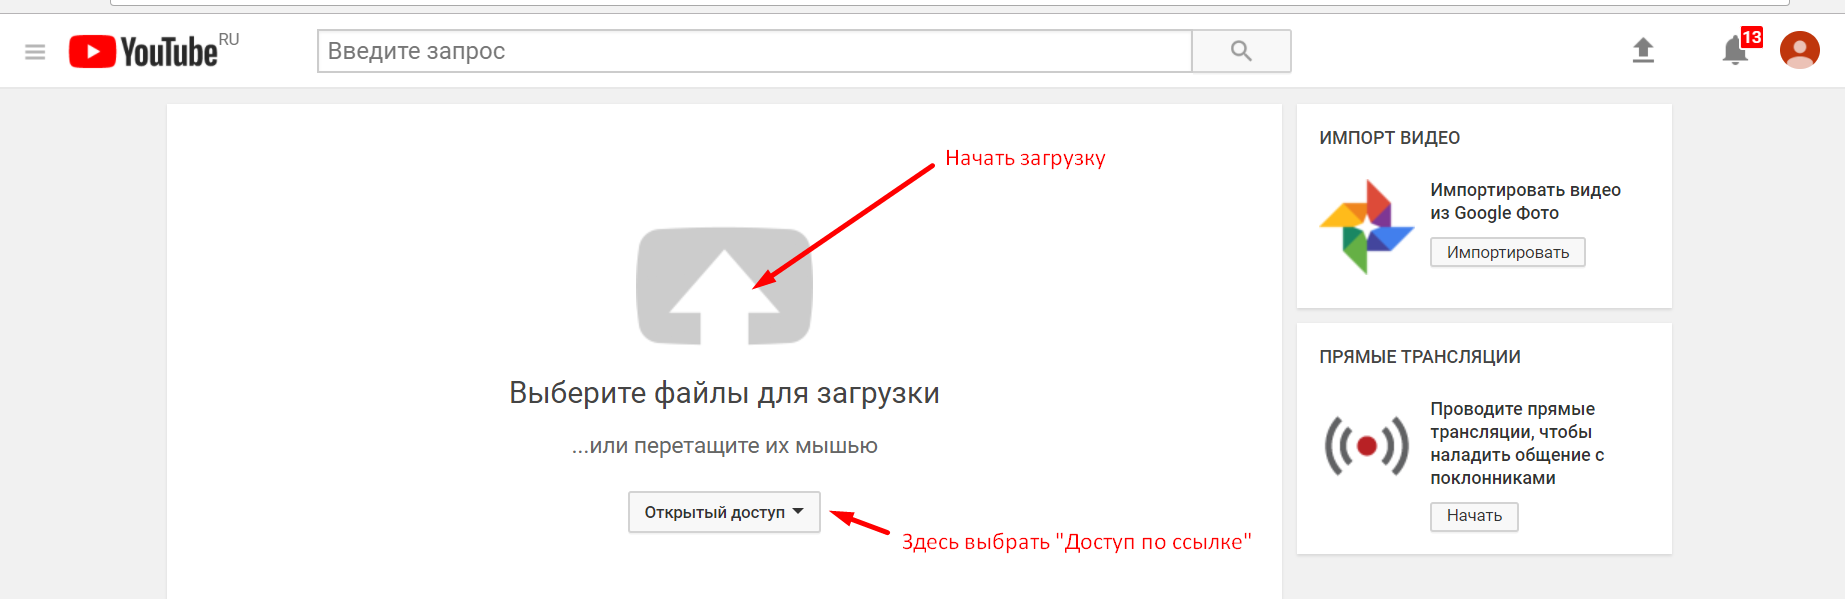 YouTube RU
Введите запрос
13
Начать загрузку
Выберите файлы для загрузки
...или перетащите их мышью
Открытый доступ
Здесь выбрать "Доступ по ссылке"
ИМПОРТ ВИДЕО
Импортировать видео
из Google Фото
Импортировать
ПРЯМЫЕ ТРАНСЛЯЦИИ
Проводите прямые
трансляции, чтобы
наладить общение с
поклонниками
Начать